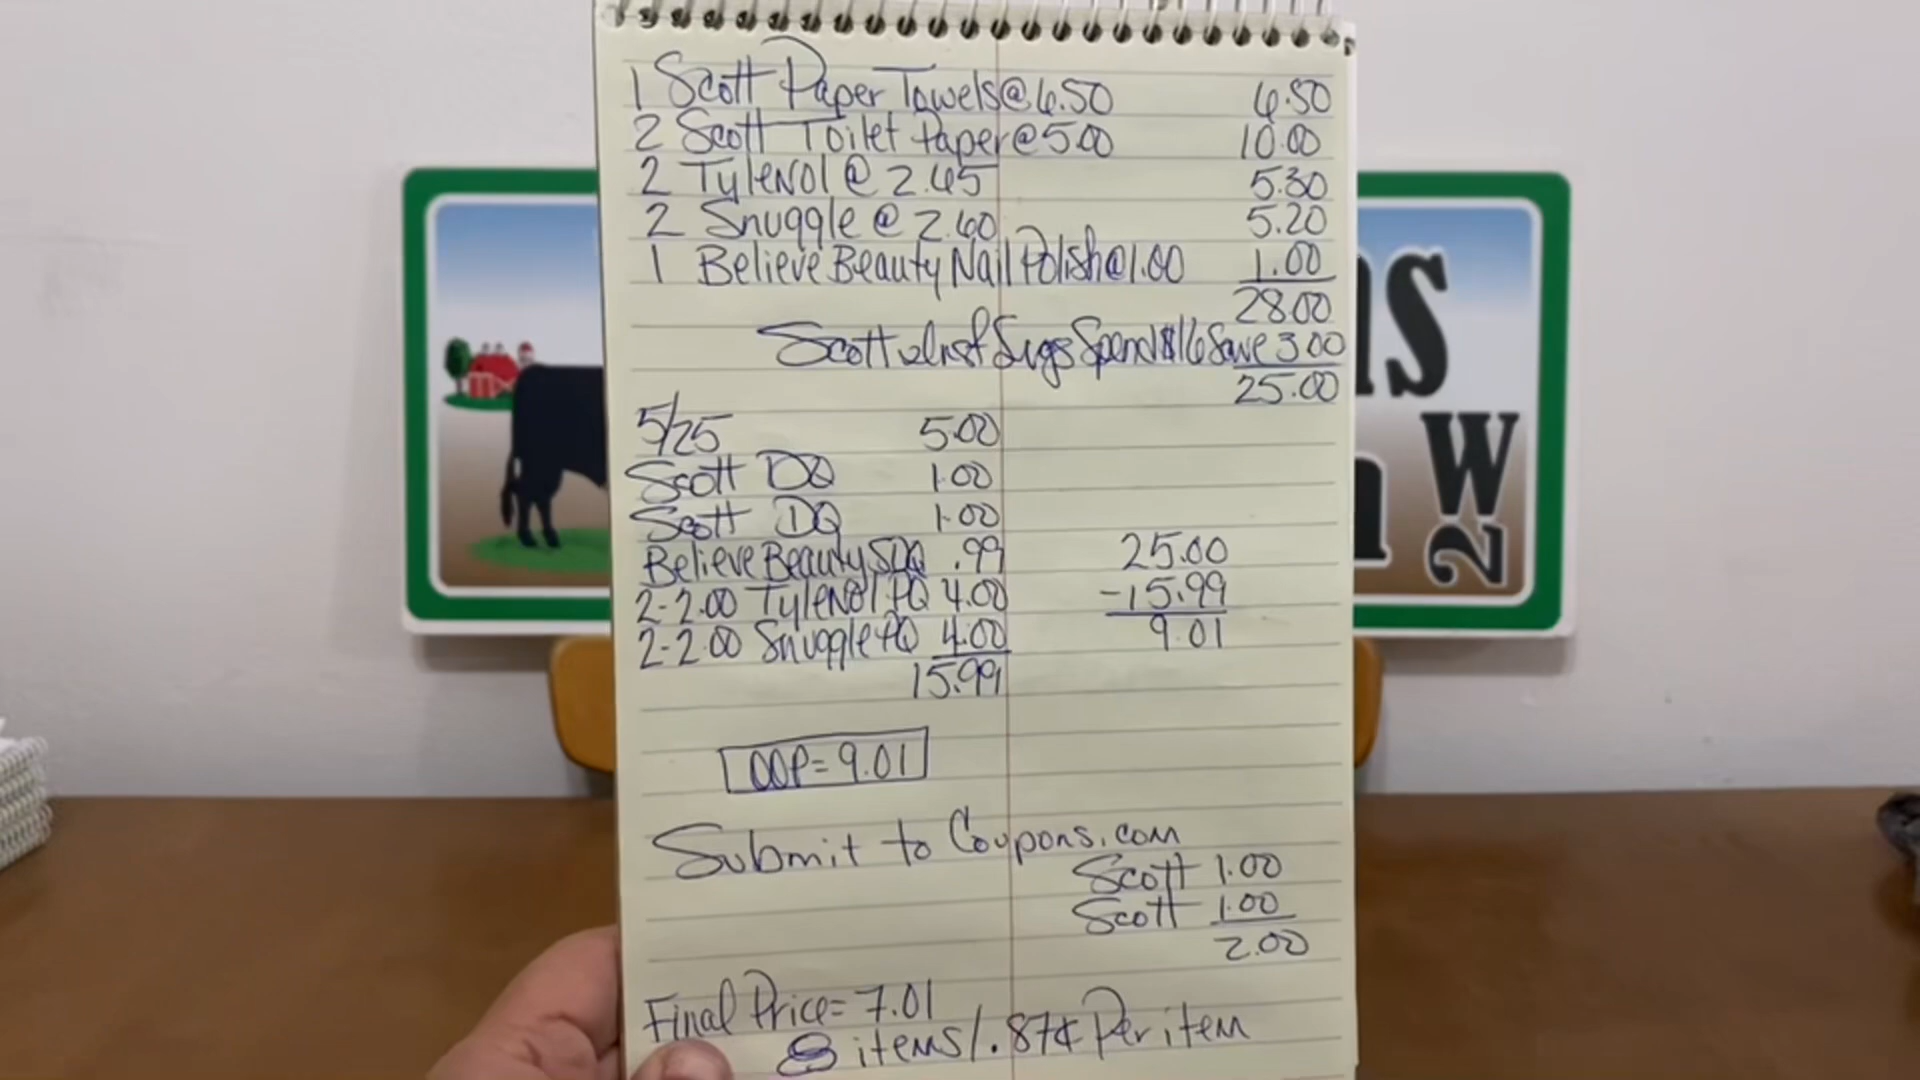 1 Scott Paper Towels @ 6.50 6.50
2 Scott Toilet Paper @ 5.00 10.00
2 Tylenol @ 2.65 5.30
2 Snuggle @ 2.60 5.20
1 Believe Beauty Nail Polish @ 1.00 1.00
28.00
Scott Inst Svgs Spend $16 Save 3.00
25.00
5/25 5.00
Scott DQ 1.00
Scott DQ 1.00
Believe Beauty SDQ .99
2-2.00 Tylenol PQ 4.00
2-2.00 Snuggle PQ 4.00
15.99
25.00
-15.99
9.01
OOP = 9.01
Submit to Coupons.com
Scott 1.00
Scott 1.00
2.00
Final Price = 7.01
8 items / .87¢ Per item
W
2